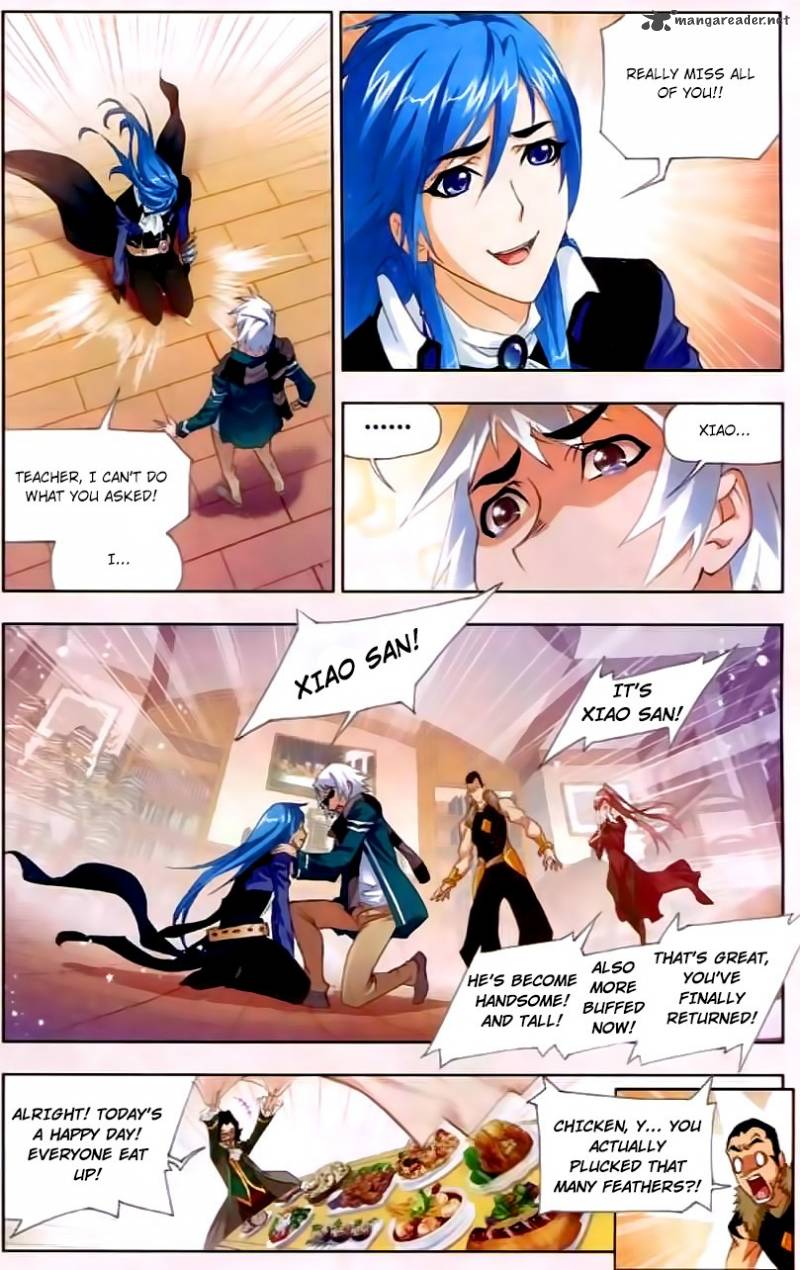 mangareader.net
REALLY MISS ALL
OF YOU!!
TEACHER, I CAN'T DO
WHAT YOU ASKED!
I...
......
XIAO...
XIAO SAN!
IT'S
XIAO SAN!
HE'S BECOME
HANDSOME!
AND TALL!
ALSO
MORE
BUFFED
NOW!
THAT'S GREAT,
YOU'VE
FINALLY
RETURNED!
ALRIGHT! TODAY'S
A HAPPY DAY!
EVERYONE EAT
UP!
CHICKEN, Y... YOU
ACTUALLY
PLUCKED THAT
MANY FEATHERS?!